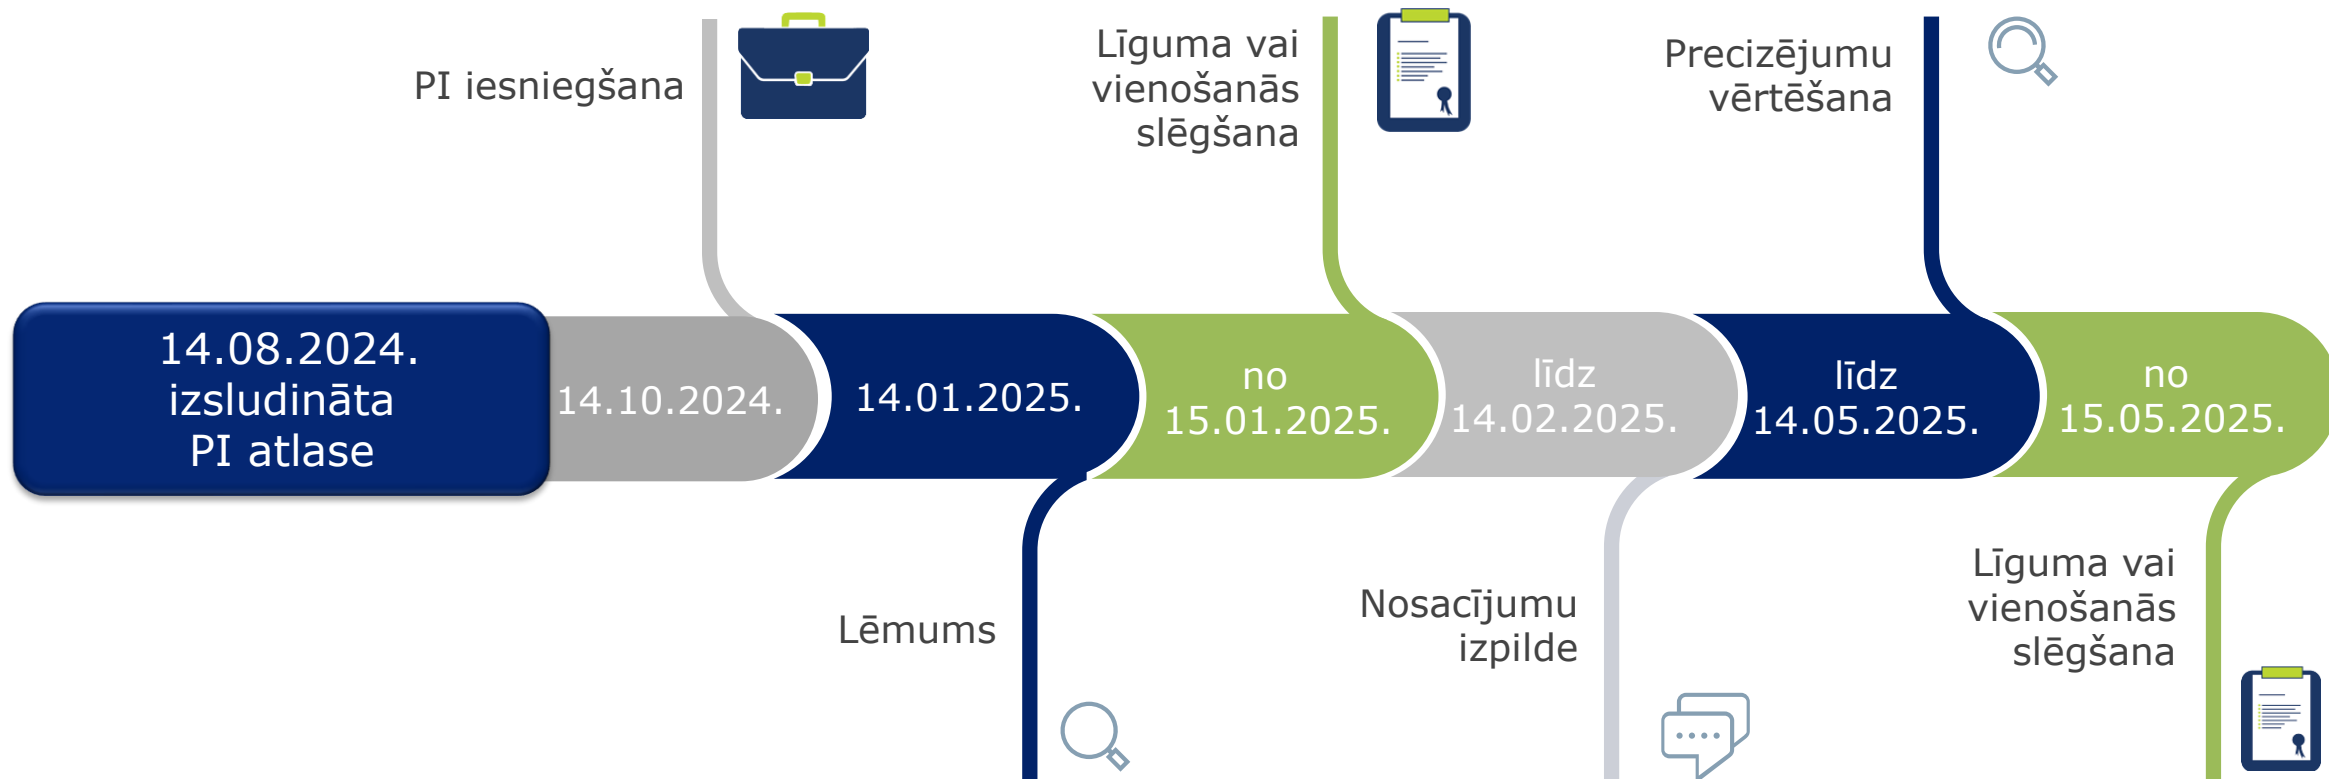 14.08.2024.
izsludināta
PI atlase
PI iesniegšana
14.10.2024.
14.01.2025.
Lēmums
Līguma vai
vienošanās
slēgšana
no
15.01.2025.
līdz
14.02.2025.
Nosacījumu
izpilde
Precizējumu
vērtēšana
līdz
14.05.2025.
no
15.05.2025.
Līguma vai
vienošanās
slēgšana